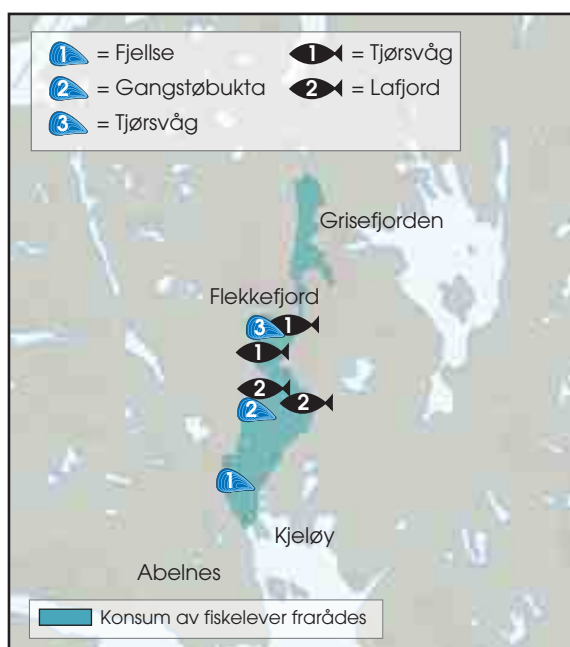 1 = Fjellse
2 = Gangstøbukta
3 = Tjørsvåg
1 = Tjørsvåg
2 = Lafjord
Grisefjorden
Flekkefjord
3 1
1
2
2 2
1
Kjeløy
Abelnes
Konsum av fiskelever frarådes